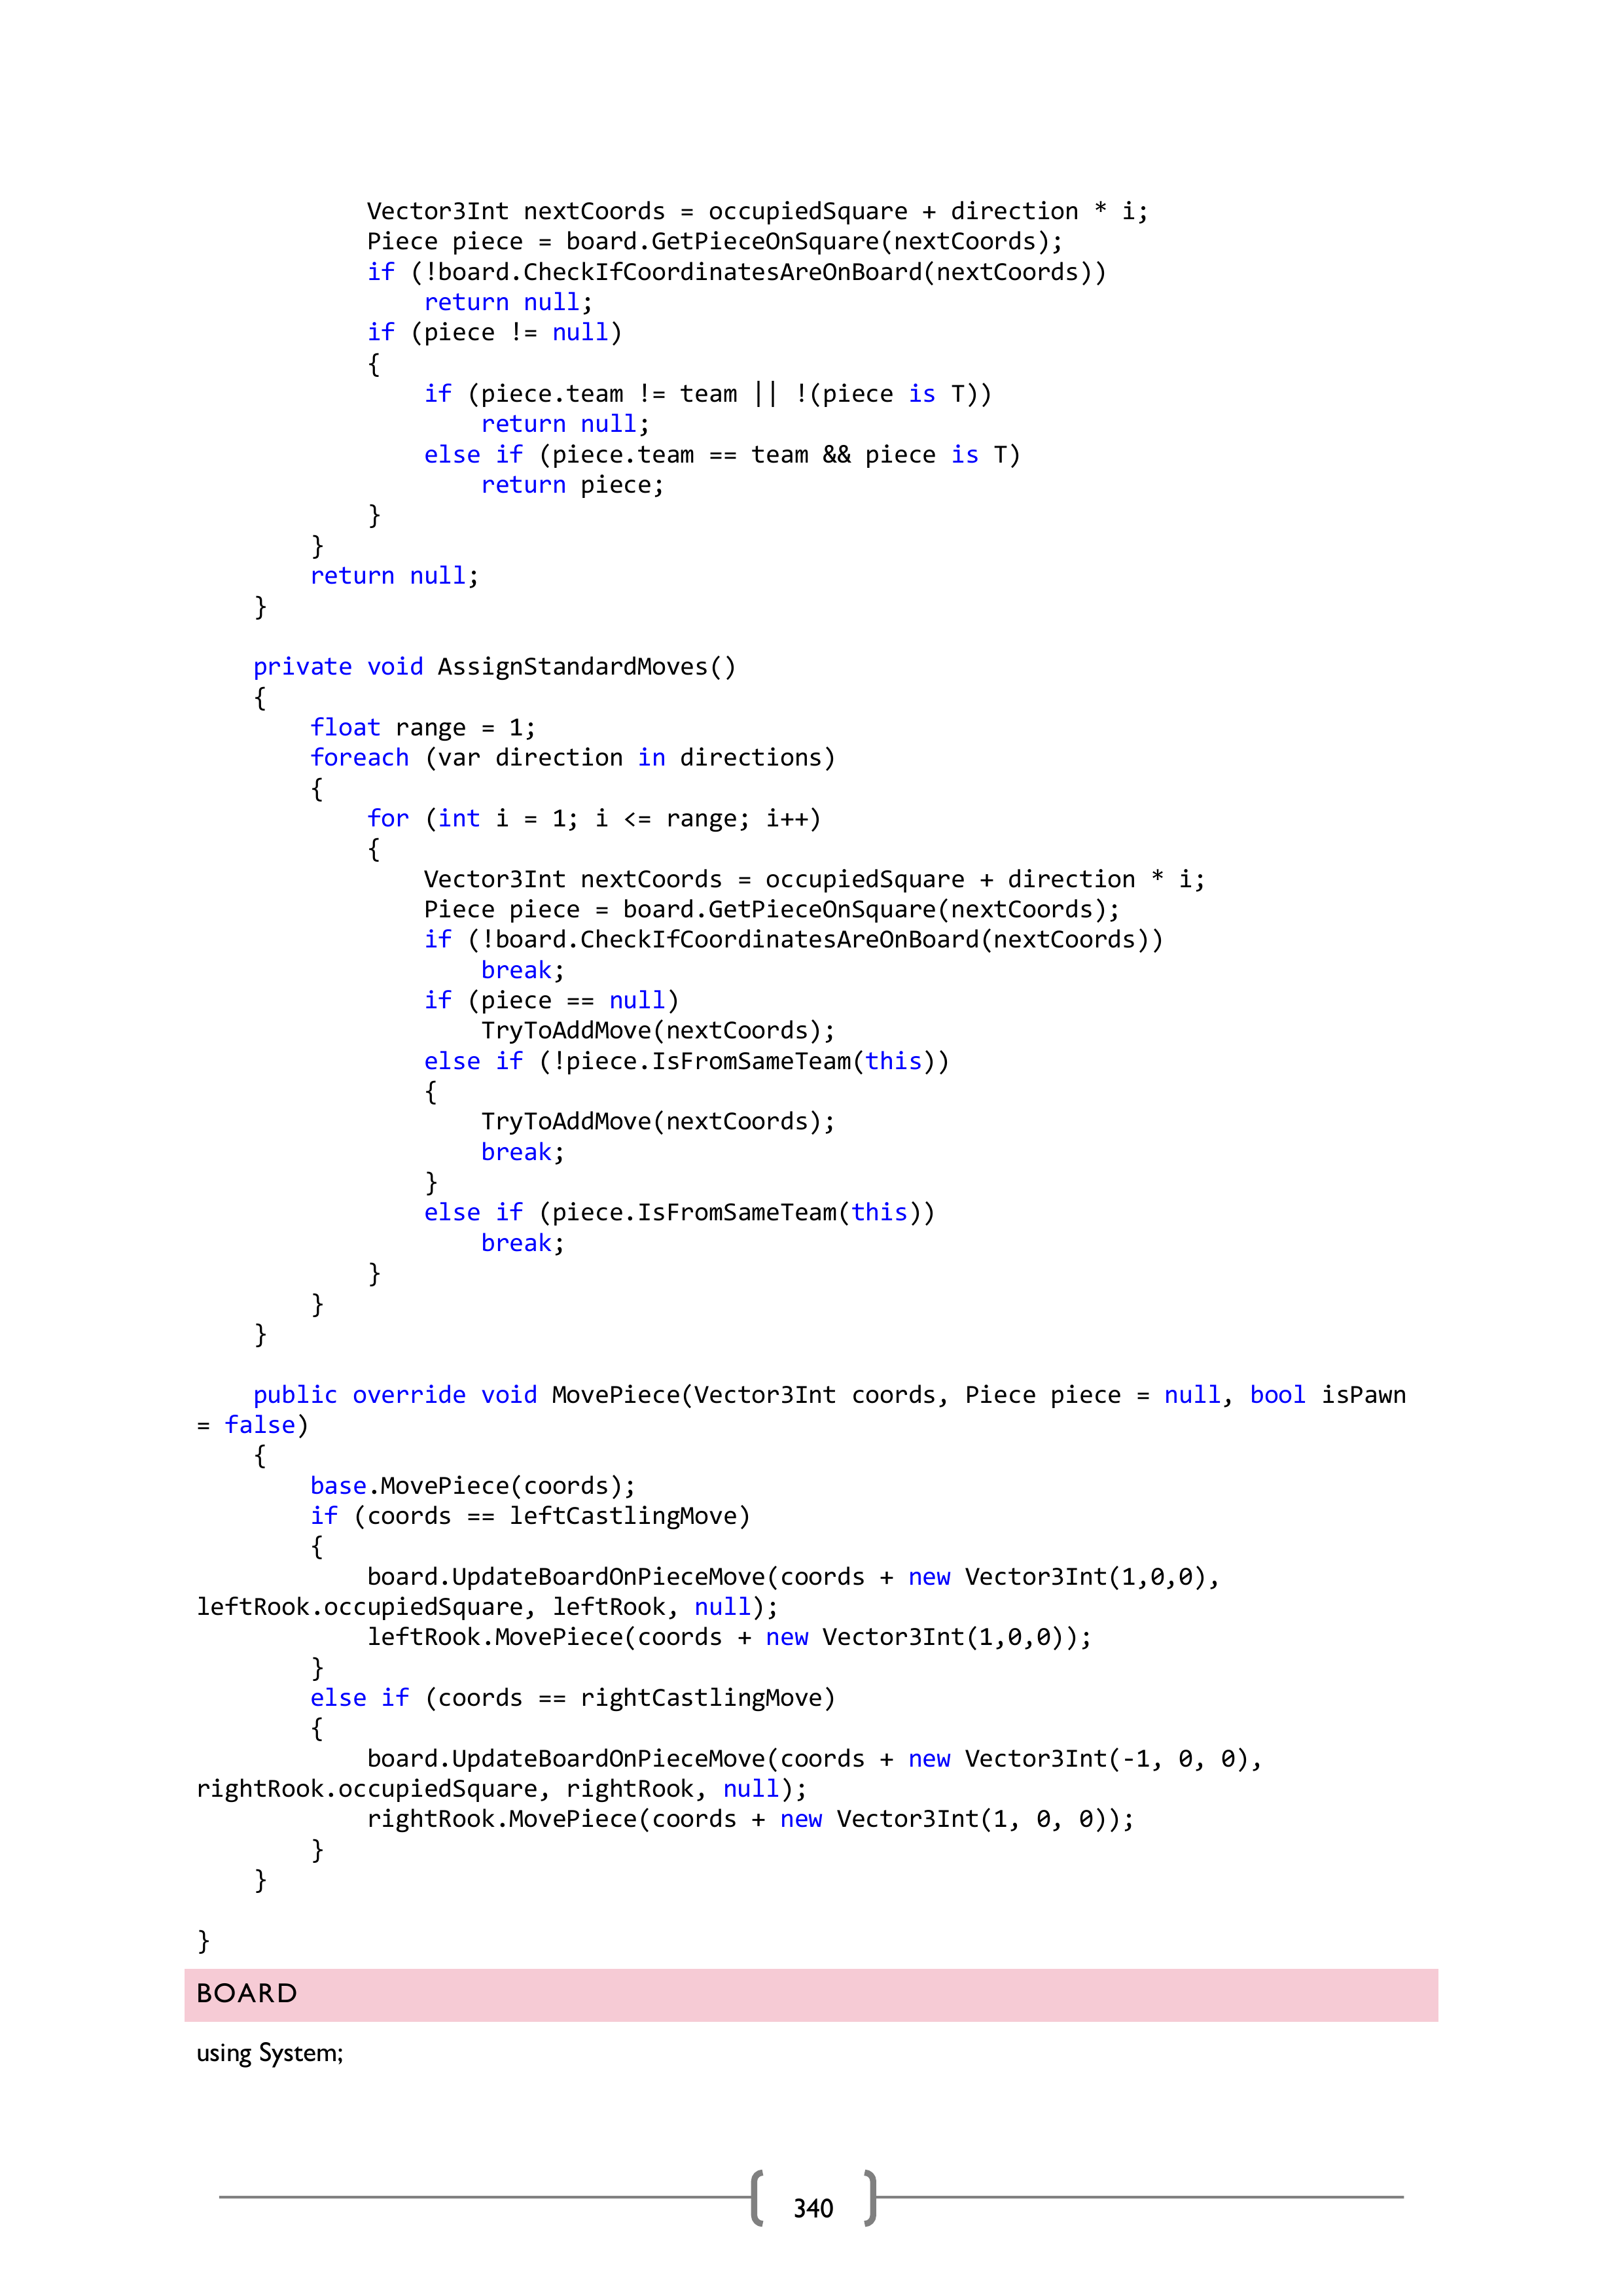 Vector3Int nextCoords = occupiedSquare + direction * i;
            Piece piece = board.GetPieceOnSquare(nextCoords);
            if (!board.CheckIfCoordinatesAreOnBoard(nextCoords))
                return null;
            if (piece != null)
            {
                if (piece.team != team || !(piece is T))
                    return null;
                else if (piece.team == team && piece is T)
                    return piece;
            }
        }
        return null;
    }

    private void AssignStandardMoves()
    {
        float range = 1;
        foreach (var direction in directions)
        {
            for (int i = 1; i <= range; i++)
            {
                Vector3Int nextCoords = occupiedSquare + direction * i;
                Piece piece = board.GetPieceOnSquare(nextCoords);
                if (!board.CheckIfCoordinatesAreOnBoard(nextCoords))
                    break;
                if (piece == null)
                    TryToAddMove(nextCoords);
                else if (!piece.IsFromSameTeam(this))
                {
                    TryToAddMove(nextCoords);
                    break;
                }
                else if (piece.IsFromSameTeam(this))
                    break;
            }
        }
    }

    public override void MovePiece(Vector3Int coords, Piece piece = null, bool isPawn
= false)
    {
        base.MovePiece(coords);
        if (coords == leftCastlingMove)
        {
            board.UpdateBoardOnPieceMove(coords + new Vector3Int(1,0,0),
leftRook.occupiedSquare, leftRook, null);
            leftRook.MovePiece(coords + new Vector3Int(1,0,0));
        }
        else if (coords == rightCastlingMove)
        {
            board.UpdateBoardOnPieceMove(coords + new Vector3Int(-1, 0, 0),
rightRook.occupiedSquare, rightRook, null);
            rightRook.MovePiece(coords + new Vector3Int(1, 0, 0));
        }
    }

}
BOARD
using System;
340